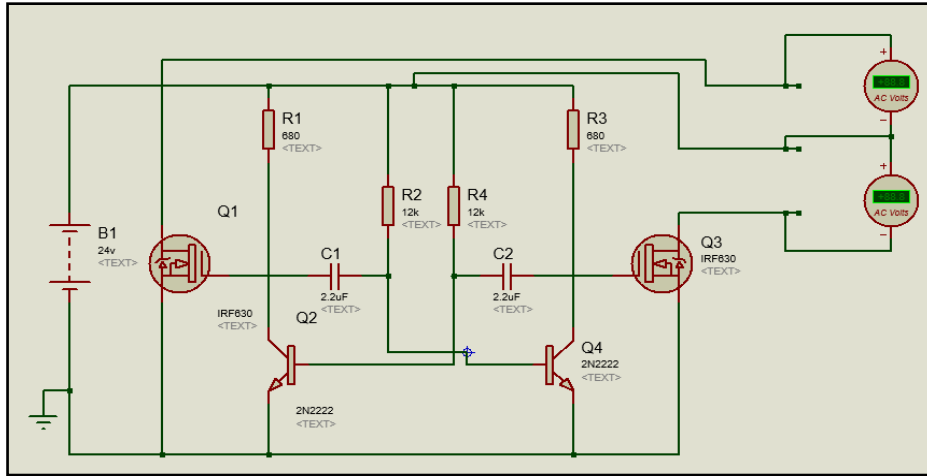 R1
680
<TEXT>
R3
680
<TEXT>
+
AC Volts
−
R2
12k
<TEXT>
R4
12k
<TEXT>
+
AC Volts
−
Q1
B1
24v
<TEXT>
IRF630
<TEXT>
C1
2.2uF
<TEXT>
C2
2.2uF
<TEXT>
Q3
IRF630
<TEXT>
Q2
2N2222
<TEXT>
Q4
2N2222
<TEXT>